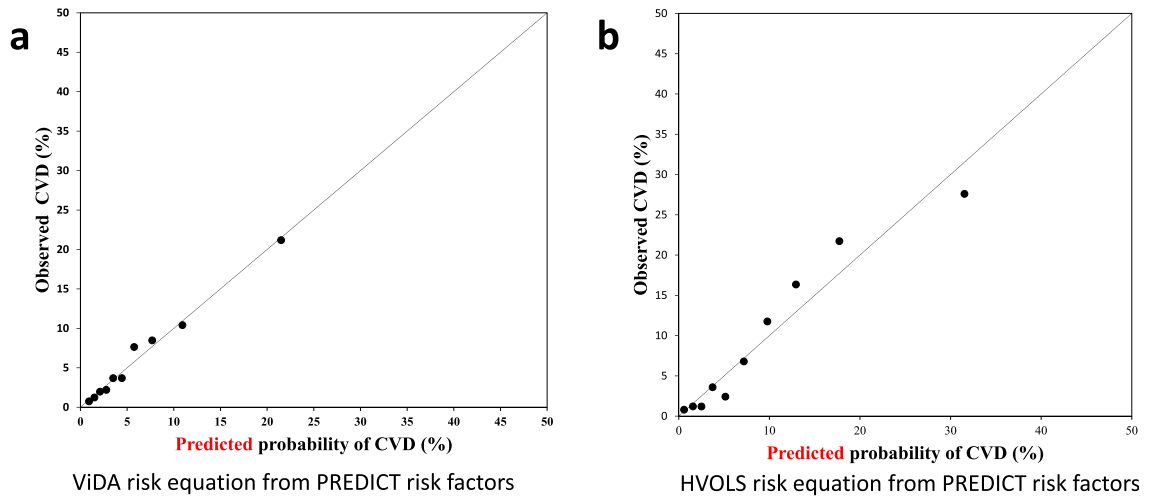 a
Observed CVD (%)
50
45
40
35
30
25
20
15
10
5
0
0 5 10 15 20 25 30 35 40 45 50
Predicted probability of CVD (%)
ViDA risk equation from PREDICT risk factors
b
Observed CVD (%)
50
45
40
35
30
25
20
15
10
5
0
0 10 20 30 40 50
Predicted probability of CVD (%)
HVOLS risk equation from PREDICT risk factors